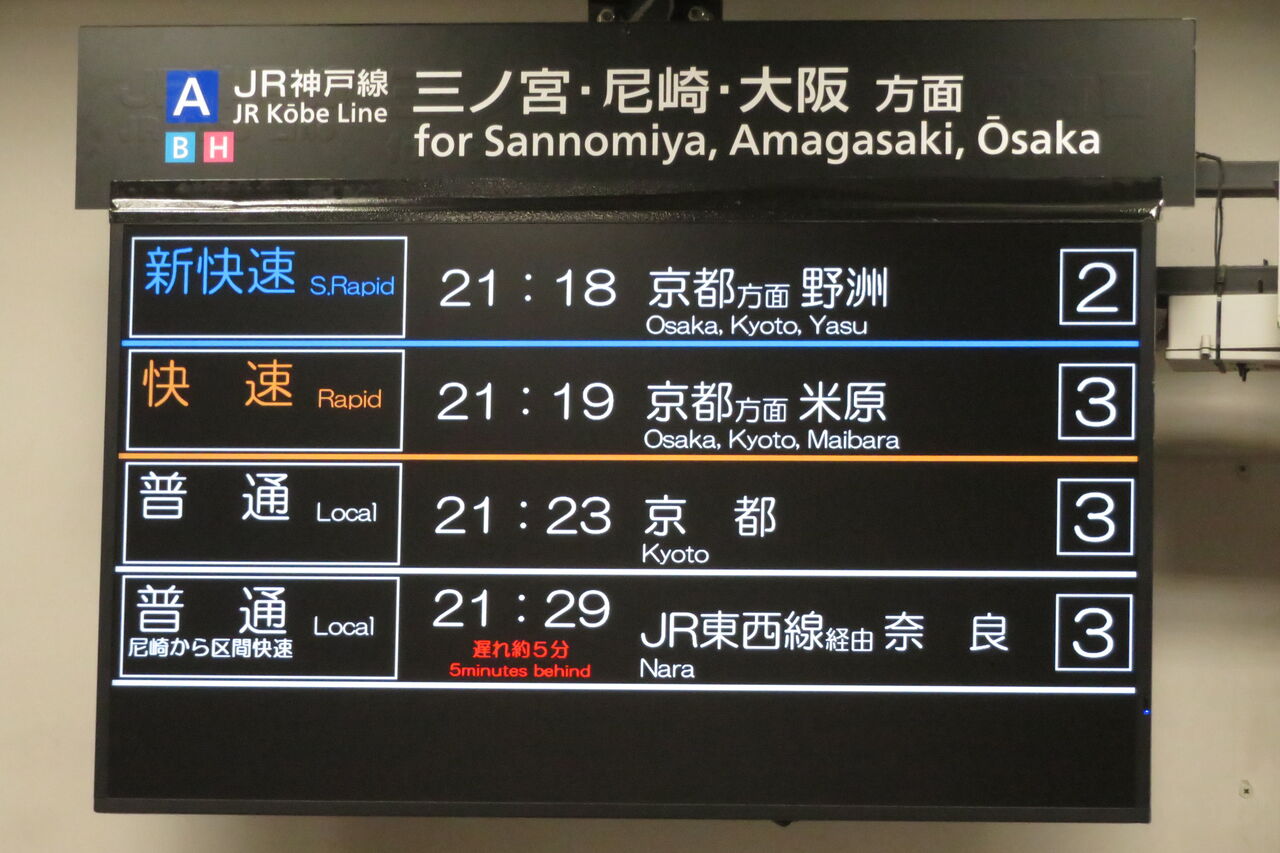 A JR神戸線 三ノ宮・尼崎・大阪 方面
JR Kōbe Line for Sannomiya, Amagasaki, Ōsaka
B H
新快速 S.Rapid 21:18 京都方面 野洲 2
Osaka, Kyoto, Yasu
快 速 Rapid 21:19 京都方面 米原 3
Osaka, Kyoto, Maibara
普 通 Local 21:23 京 都 3
Kyoto
普 通 Local 21:29 JR東西線経由 奈 良 3
尼崎から区間快速 遅れ約5分
5minutes behind Nara